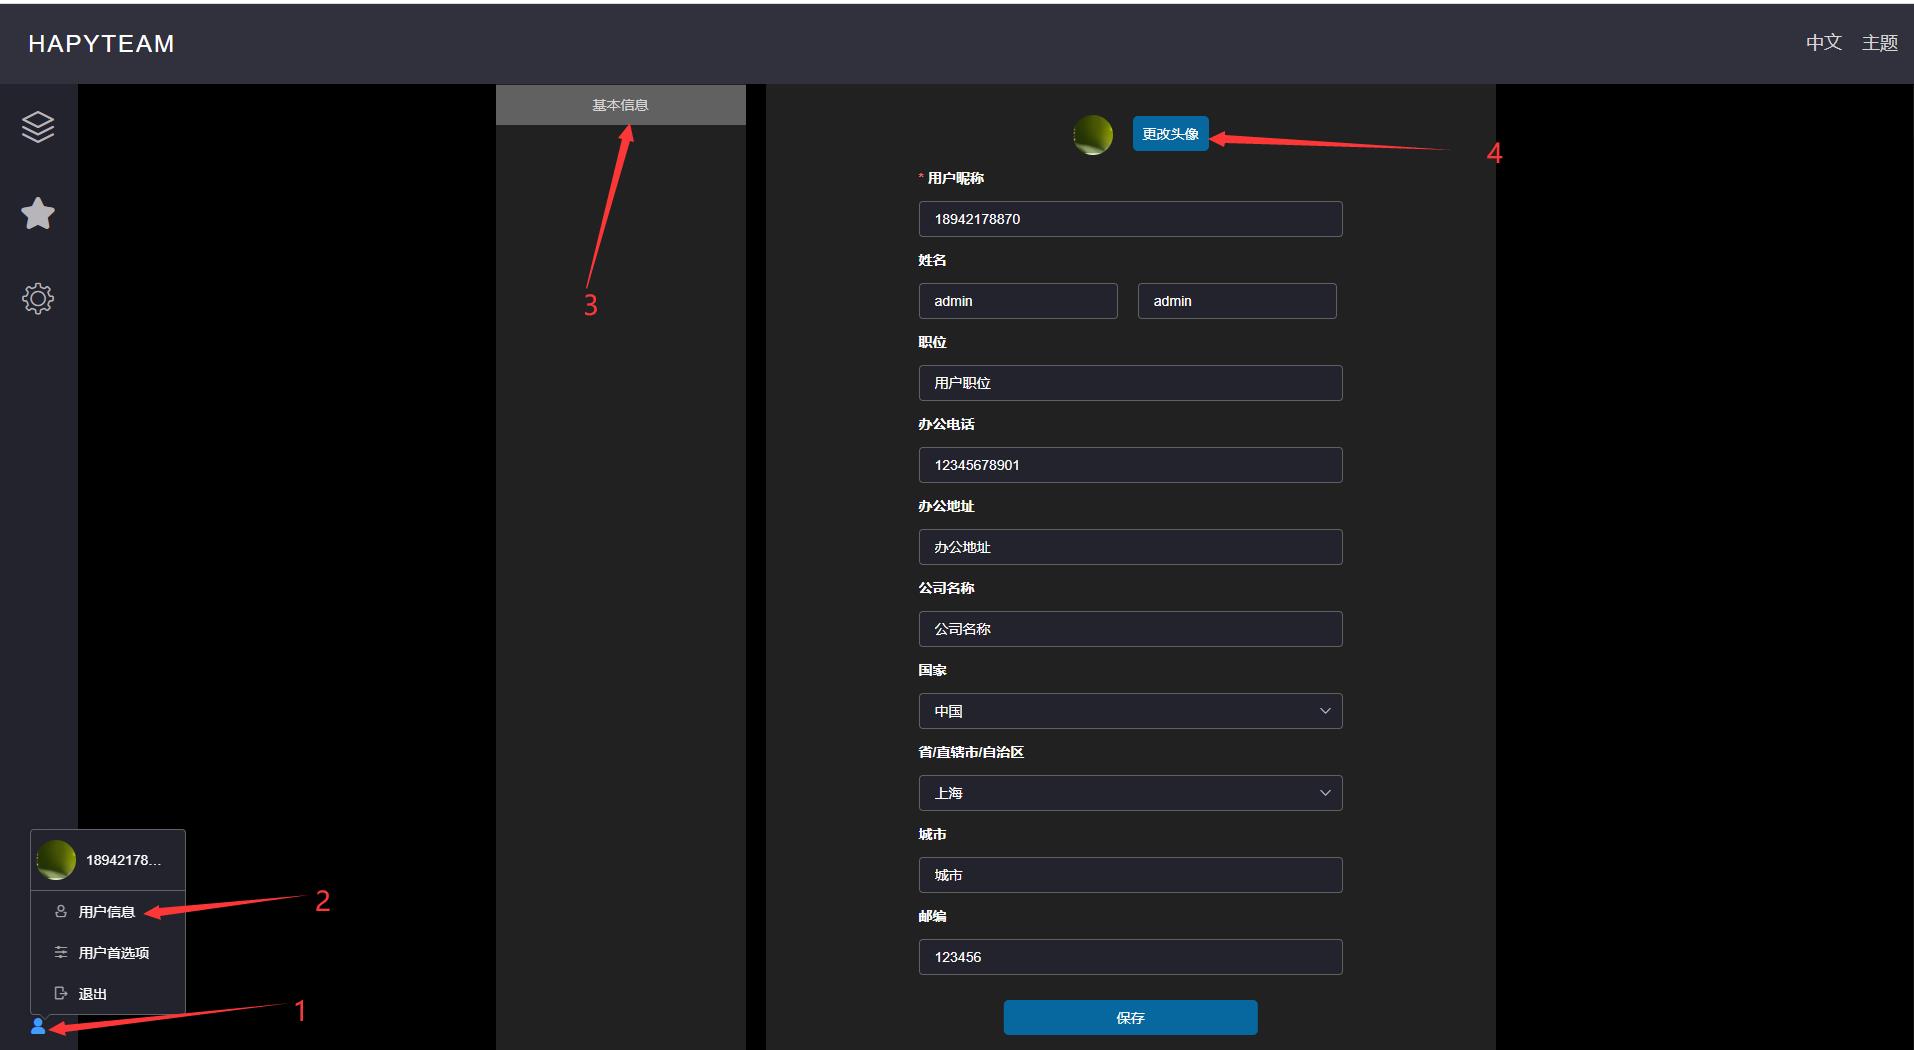 HAPYTEAM
中文 主题
基本信息
更改头像
4
* 用户昵称
18942178870
姓名
admin admin
3
职位
用户职位
办公电话
12345678901
办公地址
办公地址
公司名称
公司名称
国家
中国
省/直辖市/自治区
上海
城市
城市
邮编
123456
保存
18942178...
用户信息
2
用户首选项
退出
1